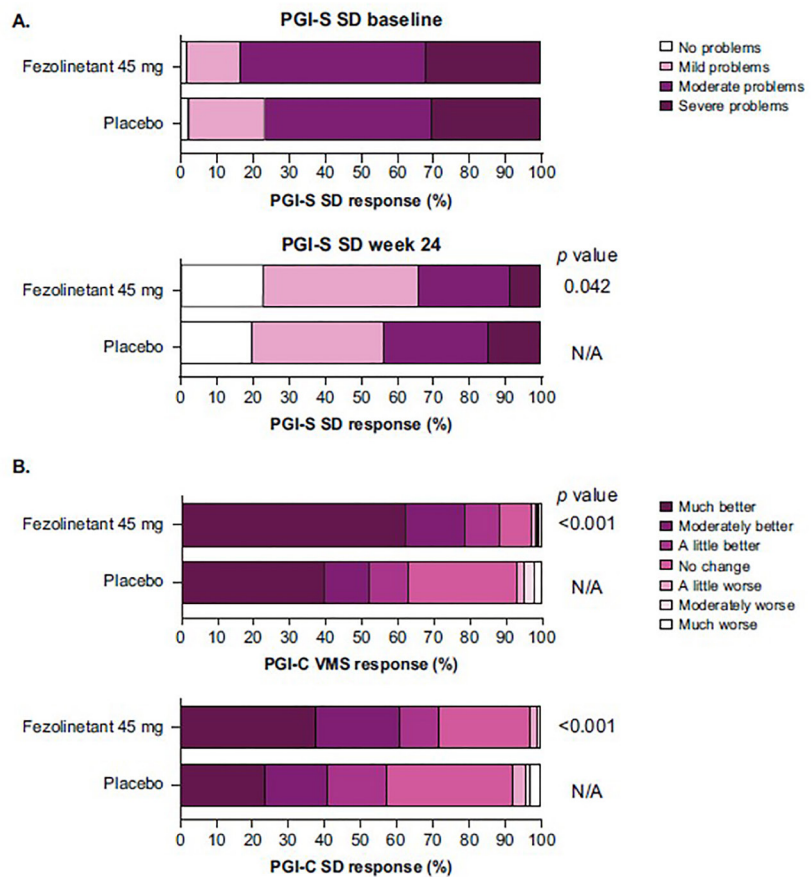 A.
PGI-S SD baseline
Fezolinetant 45 mg
Placebo
0 10 20 30 40 50 60 70 80 90 100
PGI-S SD response (%)
No problems
Mild problems
Moderate problems
Severe problems
PGI-S SD week 24
p value
Fezolinetant 45 mg
0.042
Placebo
N/A
0 10 20 30 40 50 60 70 80 90 100
PGI-S SD response (%)
B.
p value
Fezolinetant 45 mg
<0.001
Placebo
N/A
0 10 20 30 40 50 60 70 80 90 100
PGI-C VMS response (%)
Much better
Moderately better
A little better
No change
A little worse
Moderately worse
Much worse
Fezolinetant 45 mg
<0.001
Placebo
N/A
0 10 20 30 40 50 60 70 80 90 100
PGI-C SD response (%)